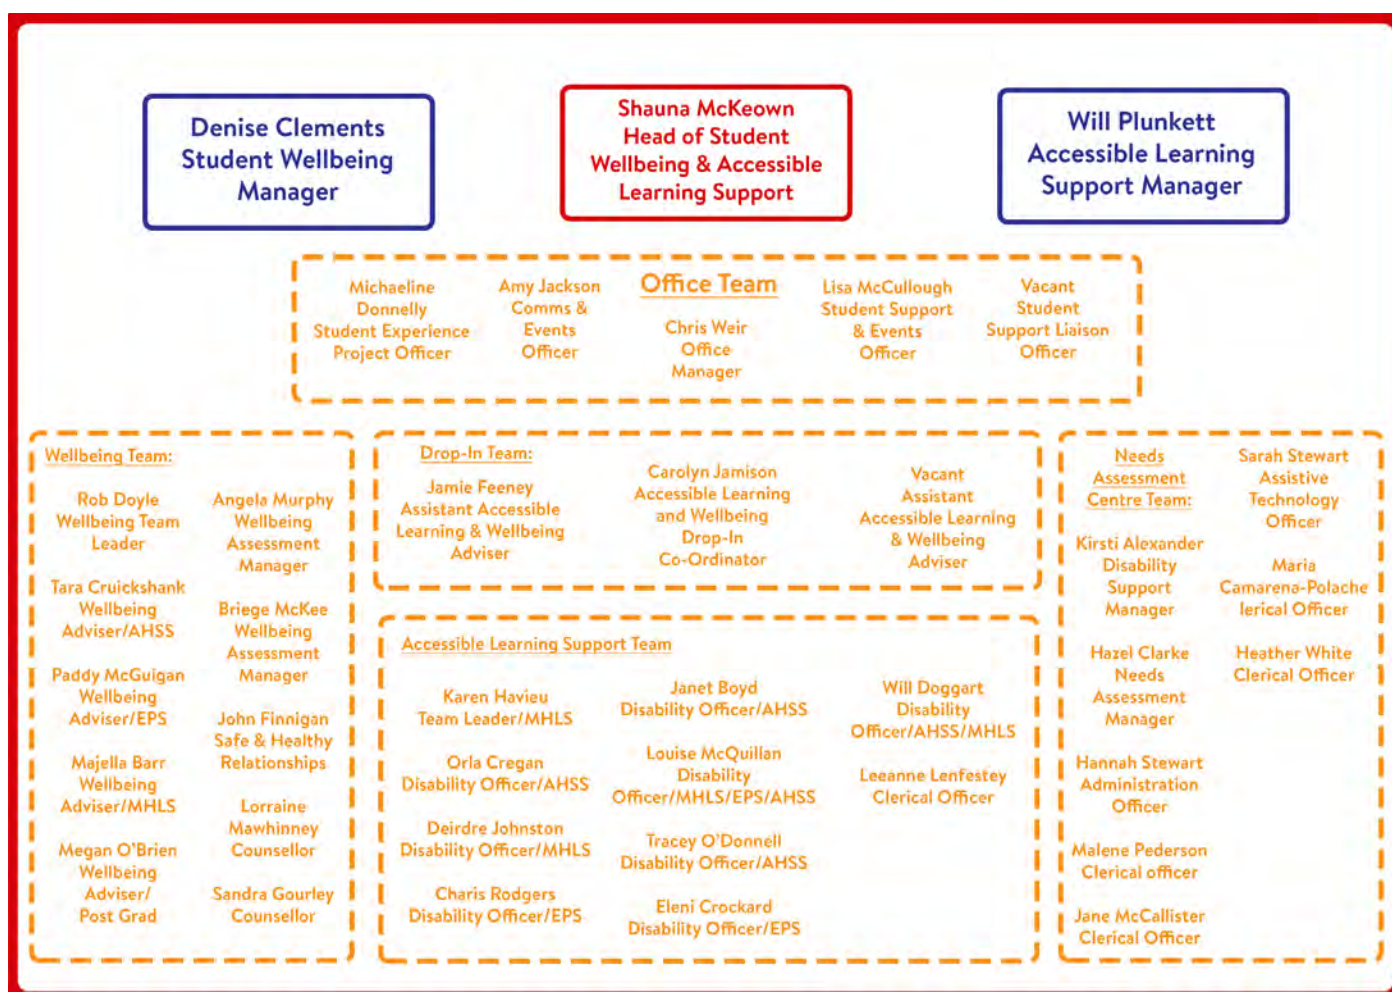 Denise Clements
Student Wellbeing
Manager
Shauna McKeown
Head of Student
Wellbeing & Accessible
Learning Support
Will Plunkett
Accessible Learning
Support Manager
Michaeline
Donnelly
Student Experience
Project Officer
Amy Jackson
Comms &
Events
Officer
Office Team
Chris Weir
Office
Manager
Lisa McCullough
Student Support
& Events
Officer
Vacant
Student
Support Liaison
Officer
Wellbeing Team:
Rob Doyle
Wellbeing Team
Leader
Tara Cruickshank
Wellbeing
Adviser/AHSS
Paddy McGuigan
Wellbeing
Adviser/EPS
Majella Barr
Wellbeing
Adviser/MHLS
Megan O'Brien
Wellbeing
Adviser/
Post Grad
Angela Murphy
Wellbeing
Assessment
Manager
Briege McKee
Wellbeing
Assessment
Manager
John Finnigan
Safe & Healthy
Relationships
Lorraine
Mawhinney
Counsellor
Sandra Gourley
Counsellor
Drop-In Team:
Jamie Feeney
Assistant Accessible
Learning & Wellbeing
Adviser
Carolyn Jamison
Accessible Learning
and Wellbeing
Drop-In
Co-Ordinator
Vacant
Assistant
Accessible Learning
& Wellbeing
Adviser
Accessible Learning Support Team
Karen Havieu
Team Leader/MHLS
Orla Cregan
Disability Officer/AHSS
Deirdre Johnston
Disability Officer/MHLS
Charis Rodgers
Disability Officer/EPS
Janet Boyd
Disability Officer/AHSS
Louise McQuillan
Disability
Officer/MHLS/EPS/AHSS
Tracey O'Donnell
Disability Officer/AHSS
Eleni Crockard
Disability Officer/EPS
Will Doggart
Disability
Officer/AHSS/MHLS
Leeanne Lenfestey
Clerical Officer
Needs
Assessment
Centre Team:
Kirsti Alexander
Disability
Support
Manager
Hazel Clarke
Needs
Assessment
Manager
Hannah Stewart
Administration
Officer
Malene Pederson
Clerical officer
Jane McCallister
Clerical Officer
Sarah Stewart
Assistive
Technology
Officer
Maria
Camarena-Polache
lerical Officer
Heather White
Clerical Officer